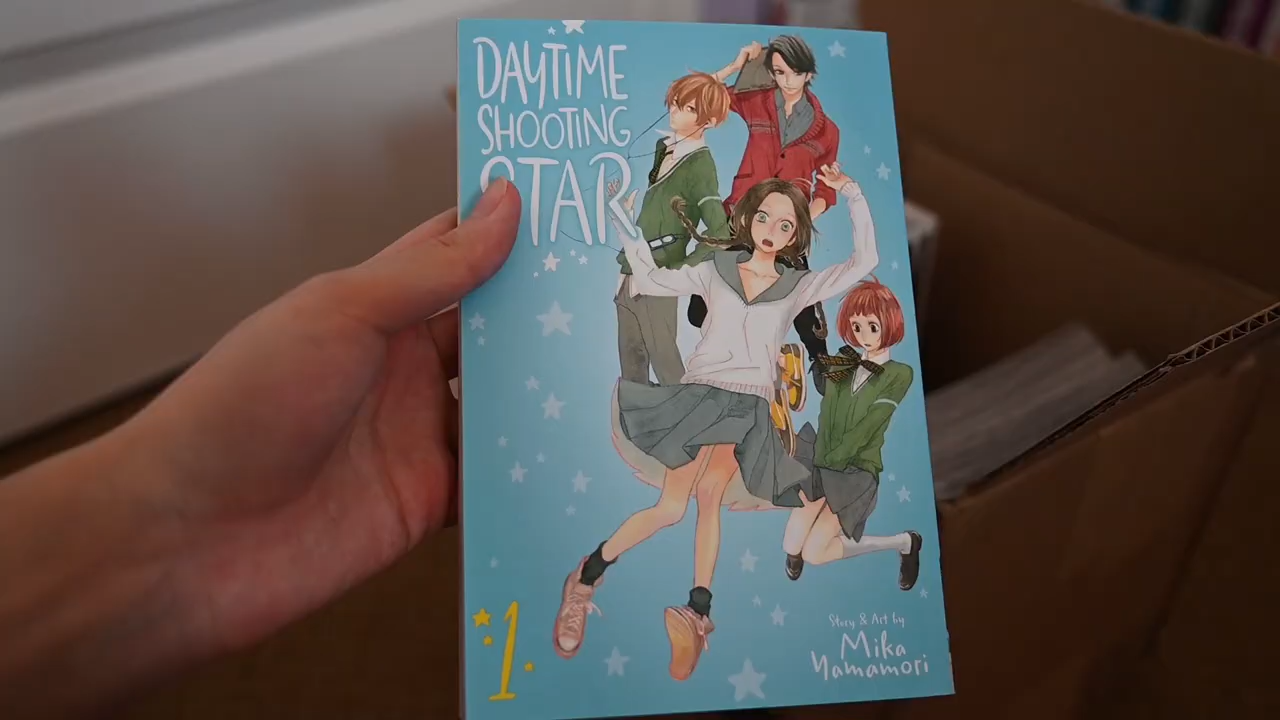 DAYTIME
SHOOTING
STAR
1
Story & Art by
Mika
Yamamori